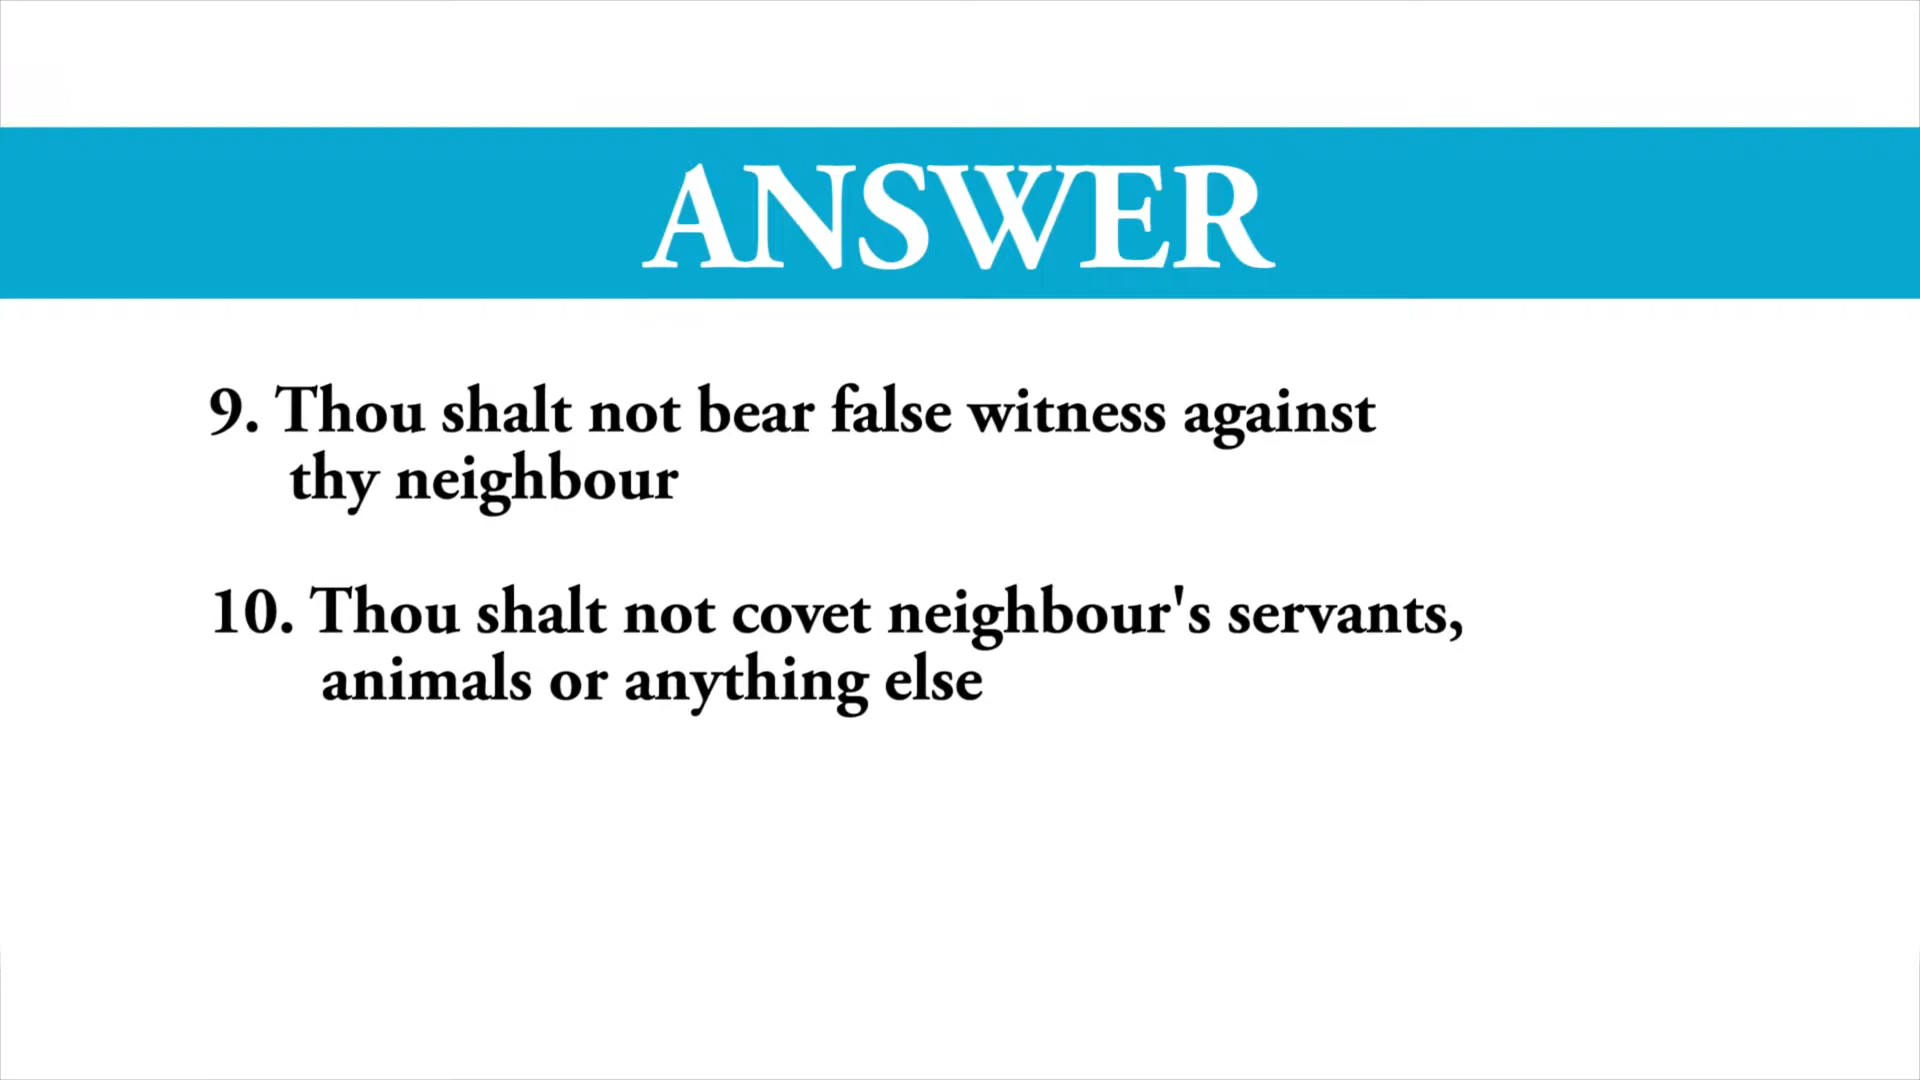 ANSWER
9. Thou shalt not bear false witness against
thy neighbour
10. Thou shalt not covet neighbour's servants,
animals or anything else